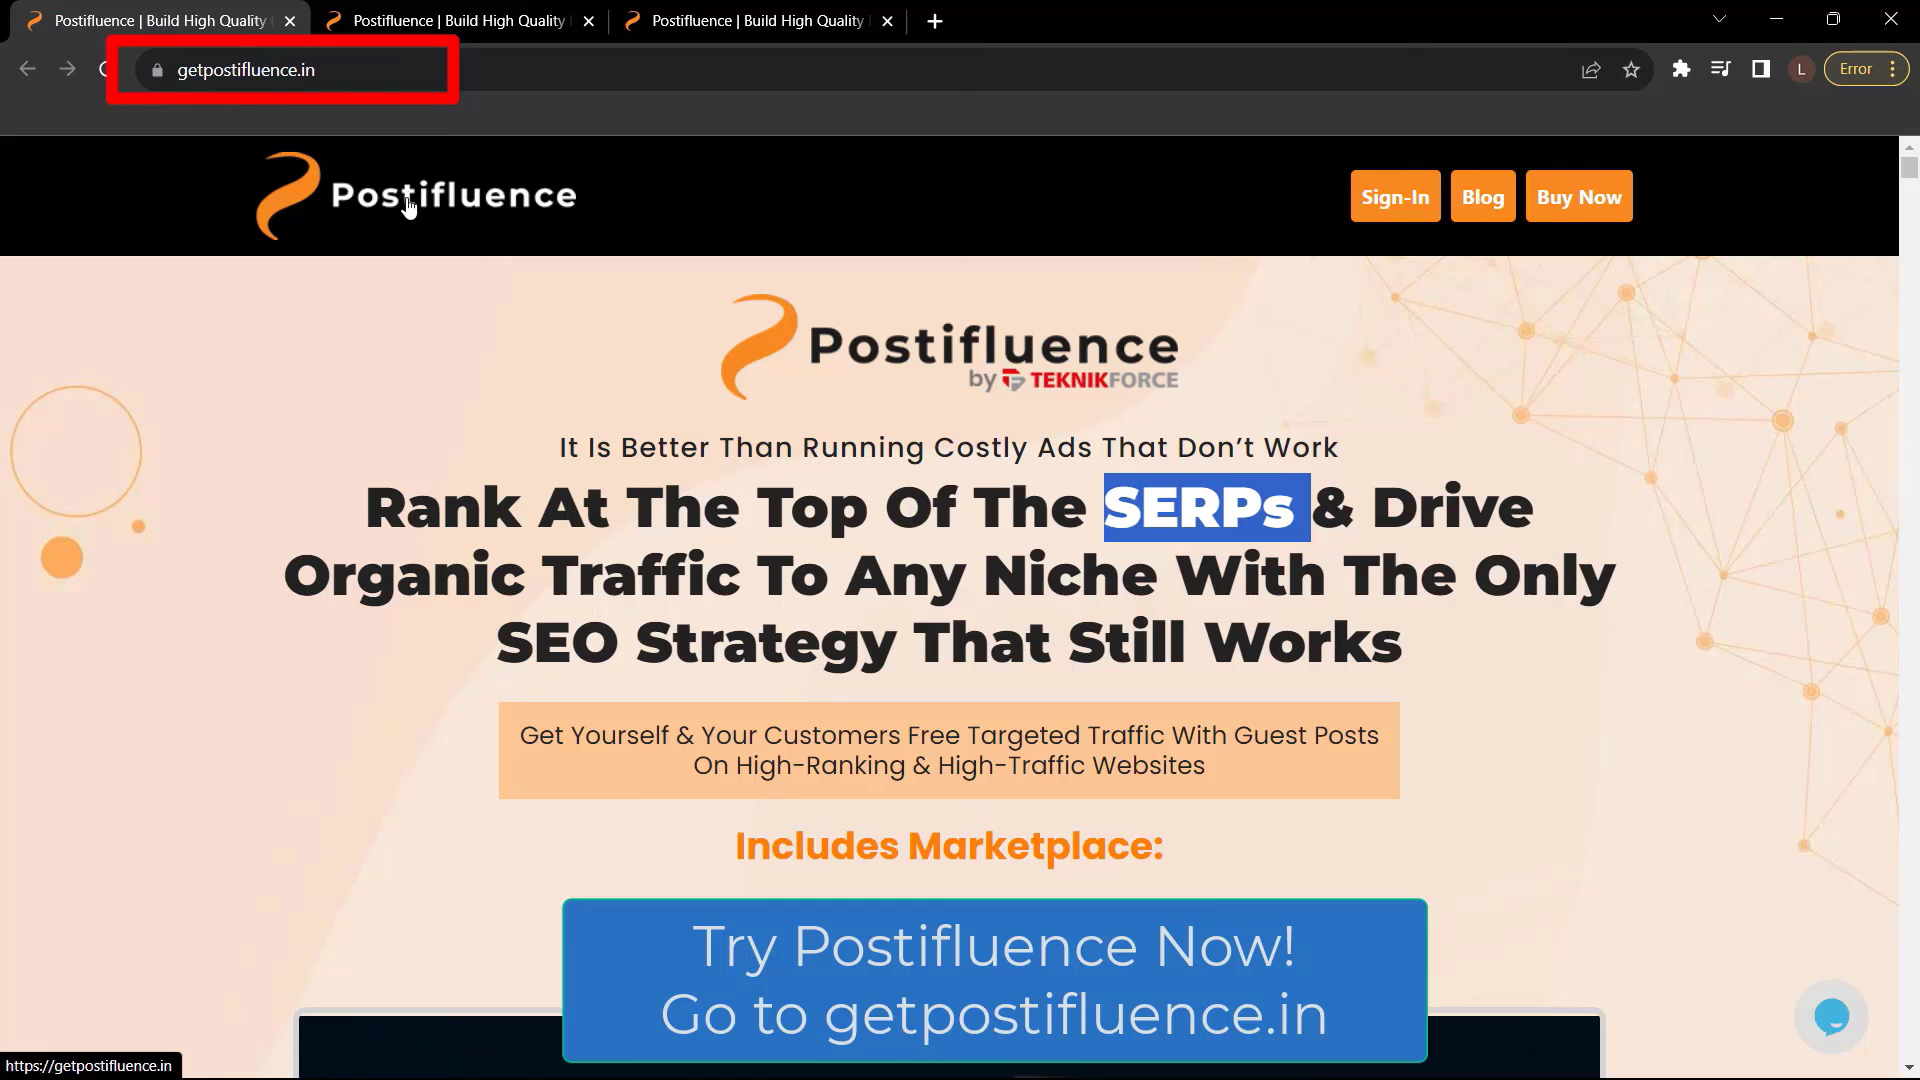 Postifluence | Build High Quality
Postifluence | Build High Quality
Postifluence | Build High Quality
getpostifluence.in
L
Error
Postifluence
Sign-In
Blog
Buy Now
Postifluence
by TEKNIKFORCE
It Is Better Than Running Costly Ads That Don’t Work
Rank At The Top Of The SERPs & Drive
Organic Traffic To Any Niche With The Only
SEO Strategy That Still Works
Get Yourself & Your Customers Free Targeted Traffic With Guest Posts
On High-Ranking & High-Traffic Websites
Includes Marketplace:
Try Postifluence Now!
Go to getpostifluence.in
https://getpostifluence.in